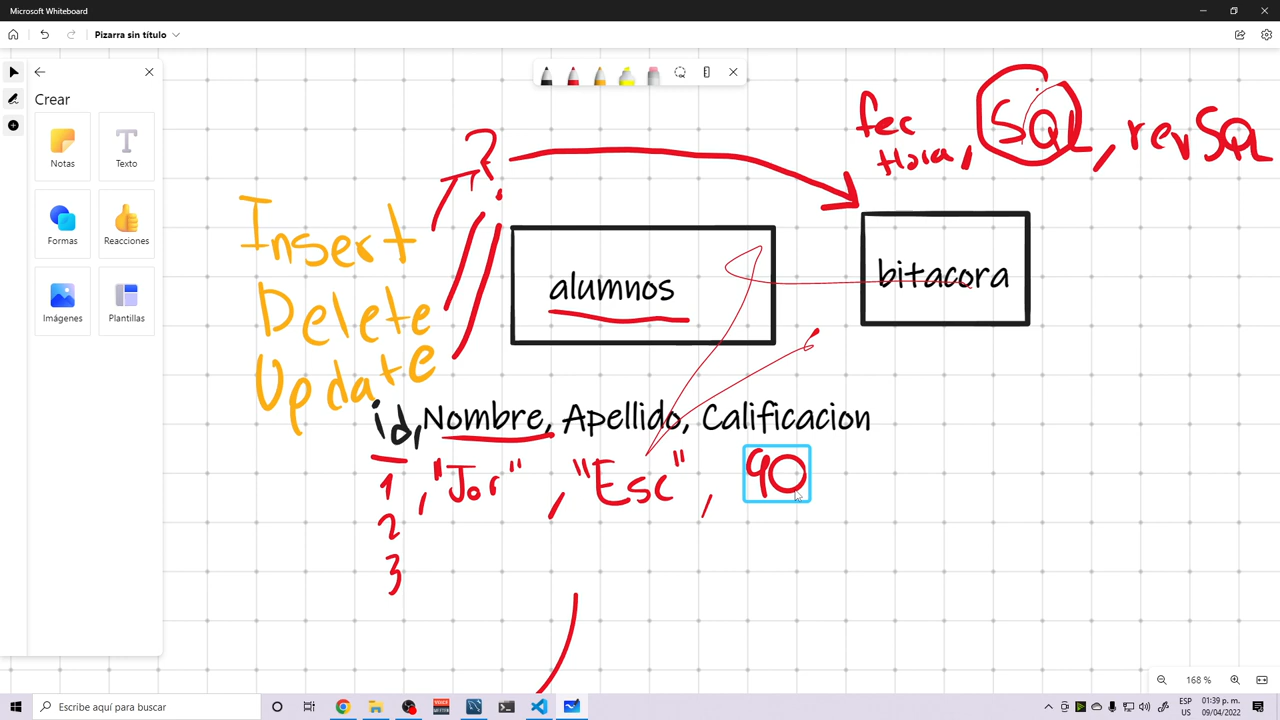 Microsoft Whiteboard
Pizarra sin título
Crear
Notas
Texto
Formas
Reacciones
Imágenes
Plantillas
fec
Hora, SQL, revSQL
?
Insert
Delete
Update
alumnos
bitacora
id, Nombre, Apellido, Calificacion
1, "Jor", "Esc", 90
2
3
168 %
Escribe aquí para buscar
ESP
US
01:39 p. m.
09/04/2022